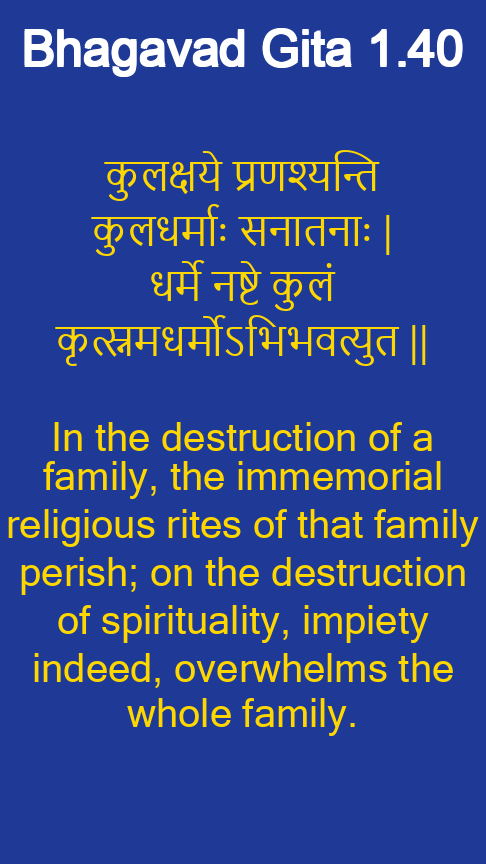 Bhagavad Gita 1.40
कुलक्षये प्रणश्यन्ति
कुलधर्माः सनातनाः |
धर्मे नष्टे कुलं
कृत्स्नमधर्मोऽभिभवत्युत ||
In the destruction of a
family, the immemorial
religious rites of that family
perish; on the destruction
of spirituality, impiety
indeed, overwhelms the
whole family.